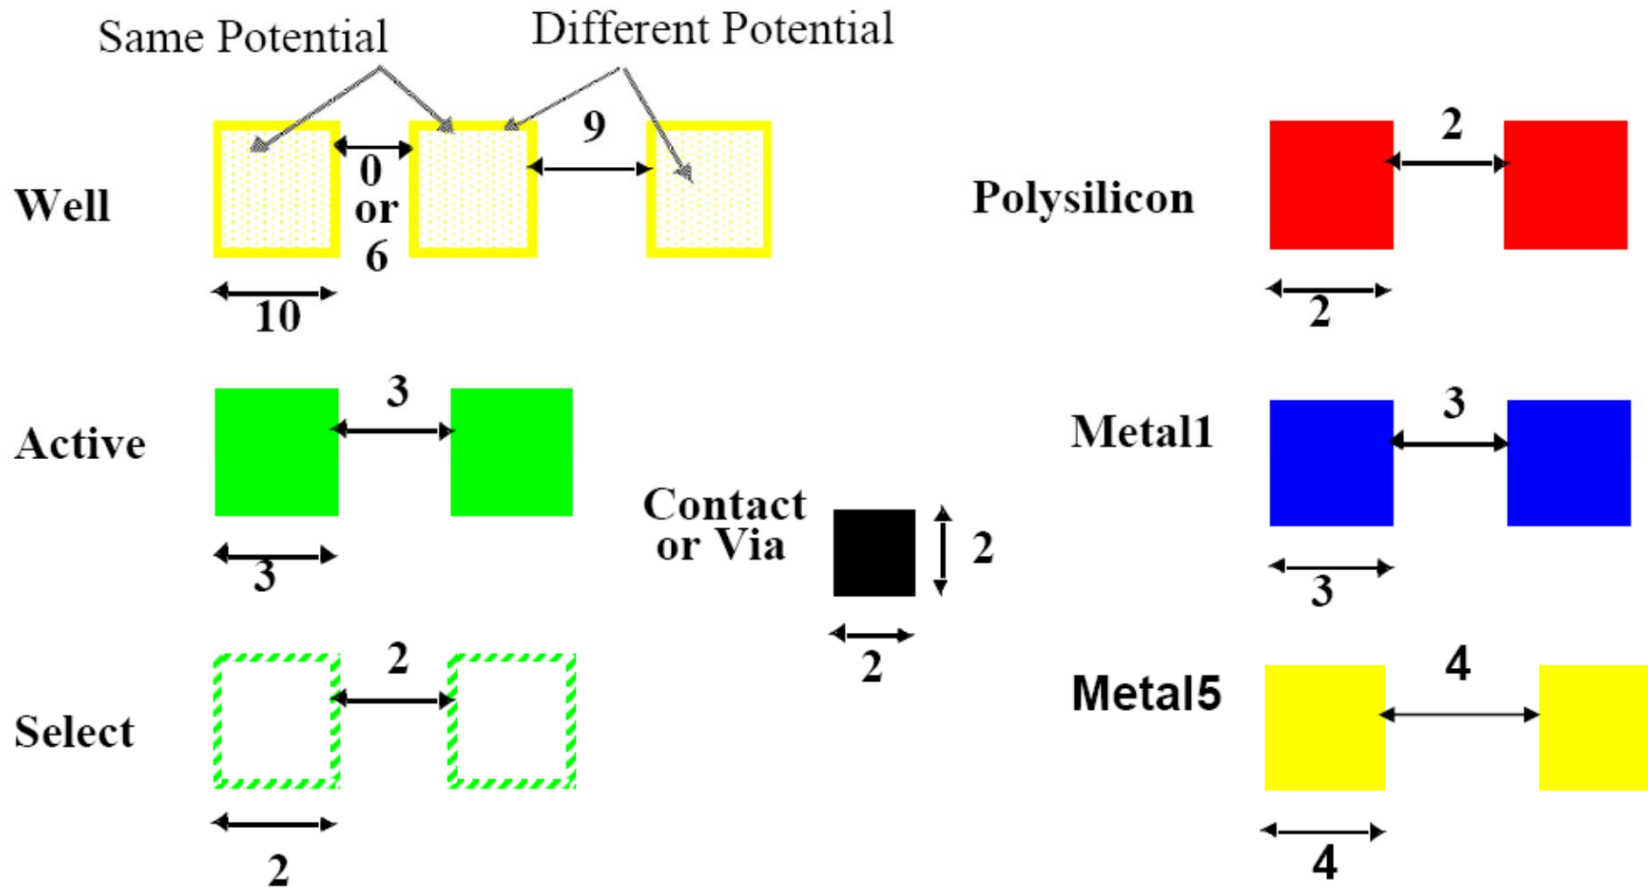 Same Potential
Different Potential
Well
0
or
6
9
10
Polysilicon
2
2
Active
3
3
Metal1
3
3
Contact
or Via
2
2
Select
2
2
Metal5
4
4